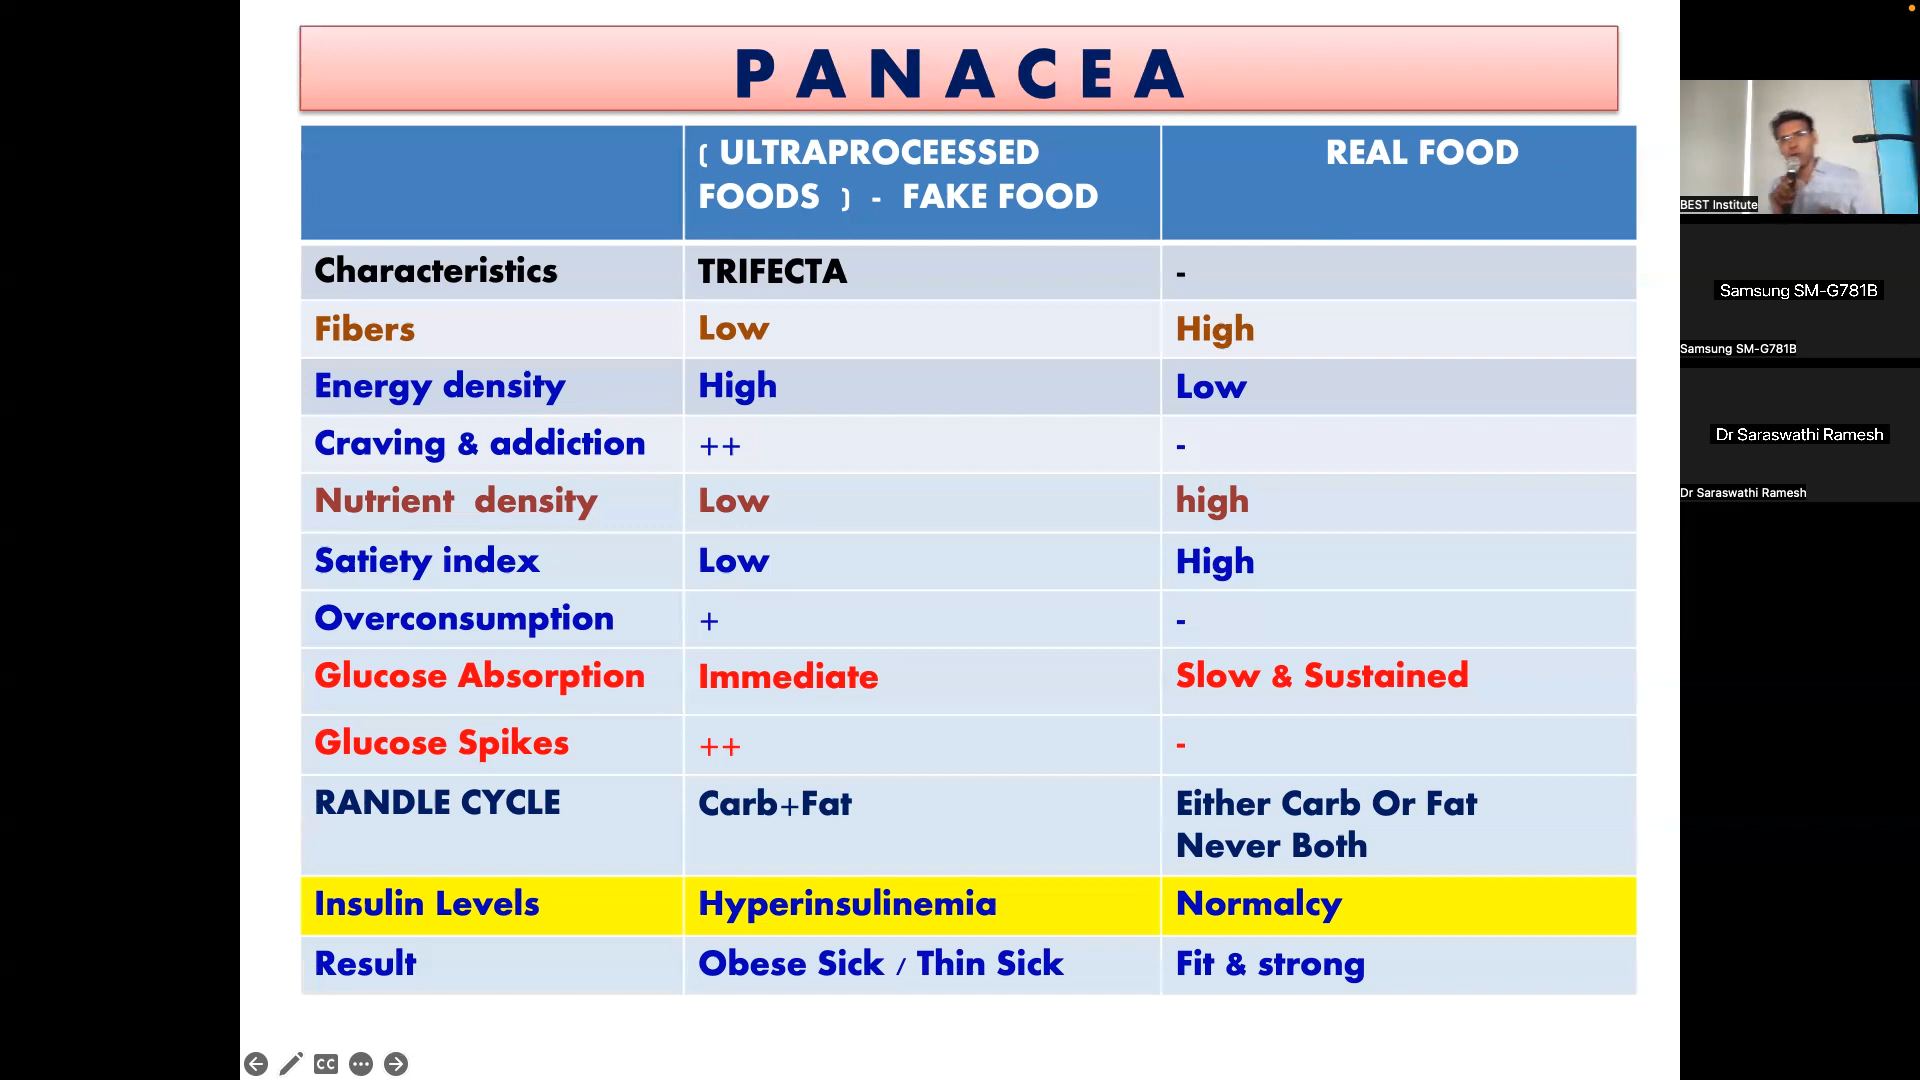 P A N A C E A
( ULTRAPROCEESSED
FOODS ) - FAKE FOOD
REAL FOOD
Characteristics TRIFECTA -
Fibers Low High
Energy density High Low
Craving & addiction ++ -
Nutrient density Low high
Satiety index Low High
Overconsumption + -
Glucose Absorption Immediate Slow & Sustained
Glucose Spikes ++ -
RANDLE CYCLE Carb+Fat Either Carb Or Fat
Never Both
Insulin Levels Hyperinsulinemia Normalcy
Result Obese Sick / Thin Sick Fit & strong
CC
BEST Institute
Samsung SM-G781B
Samsung SM-G781B
Dr Saraswathi Ramesh
Dr Saraswathi Ramesh